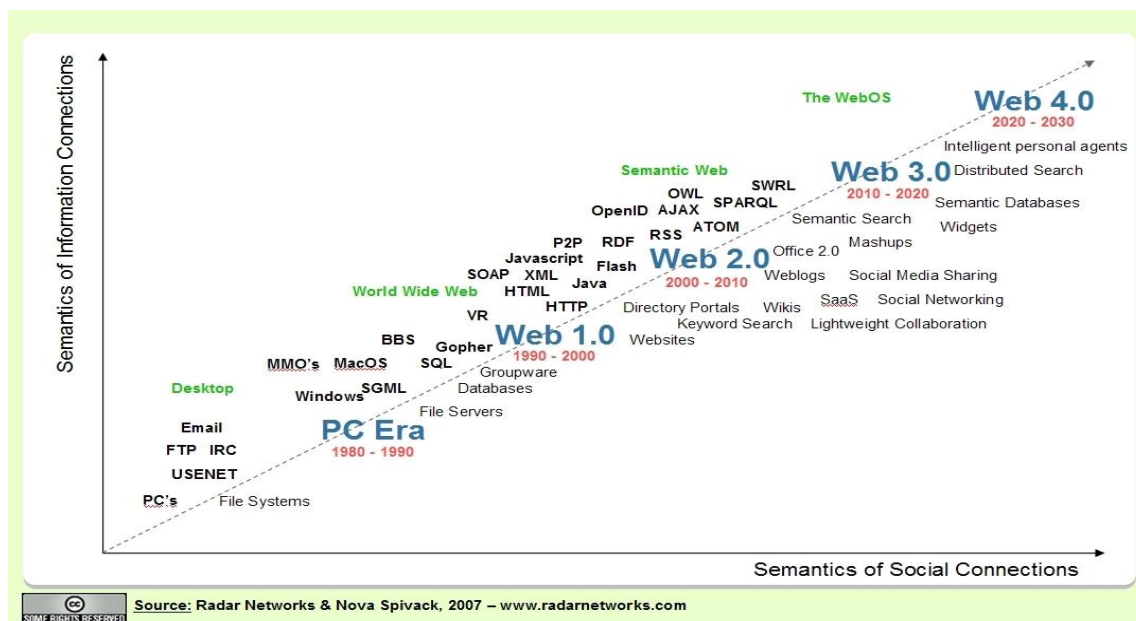 Semantics of Information Connections
The WebOS
Web 4.0
2020 - 2030
Intelligent personal agents
Semantic Web
Web 3.0
Distributed Search
2010 - 2020
SWRL
OWL
SPARQL
Semantic Databases
OpenID
AJAX
Semantic Search
Widgets
ATOM
RSS
P2P
RDF
Mashups
Office 2.0
Javascript
Web 2.0
Flash
SOAP
XML
Weblogs
Social Media Sharing
2000 - 2010
Java
World Wide Web
HTML
SaaS
Social Networking
HTTP
Directory Portals
Wikis
VR
Keyword Search
Lightweight Collaboration
Web 1.0
BBS
Websites
Gopher
1990 - 2000
MMO's
MacOS
SQL
Groupware
Desktop
SGML
Databases
Windows
File Servers
Email
PC Era
FTP
IRC
1980 - 1990
USENET
PC's
File Systems
Semantics of Social Connections
cc
SOME RIGHTS RESERVED
Source: Radar Networks & Nova Spivack, 2007 – www.radarnetworks.com